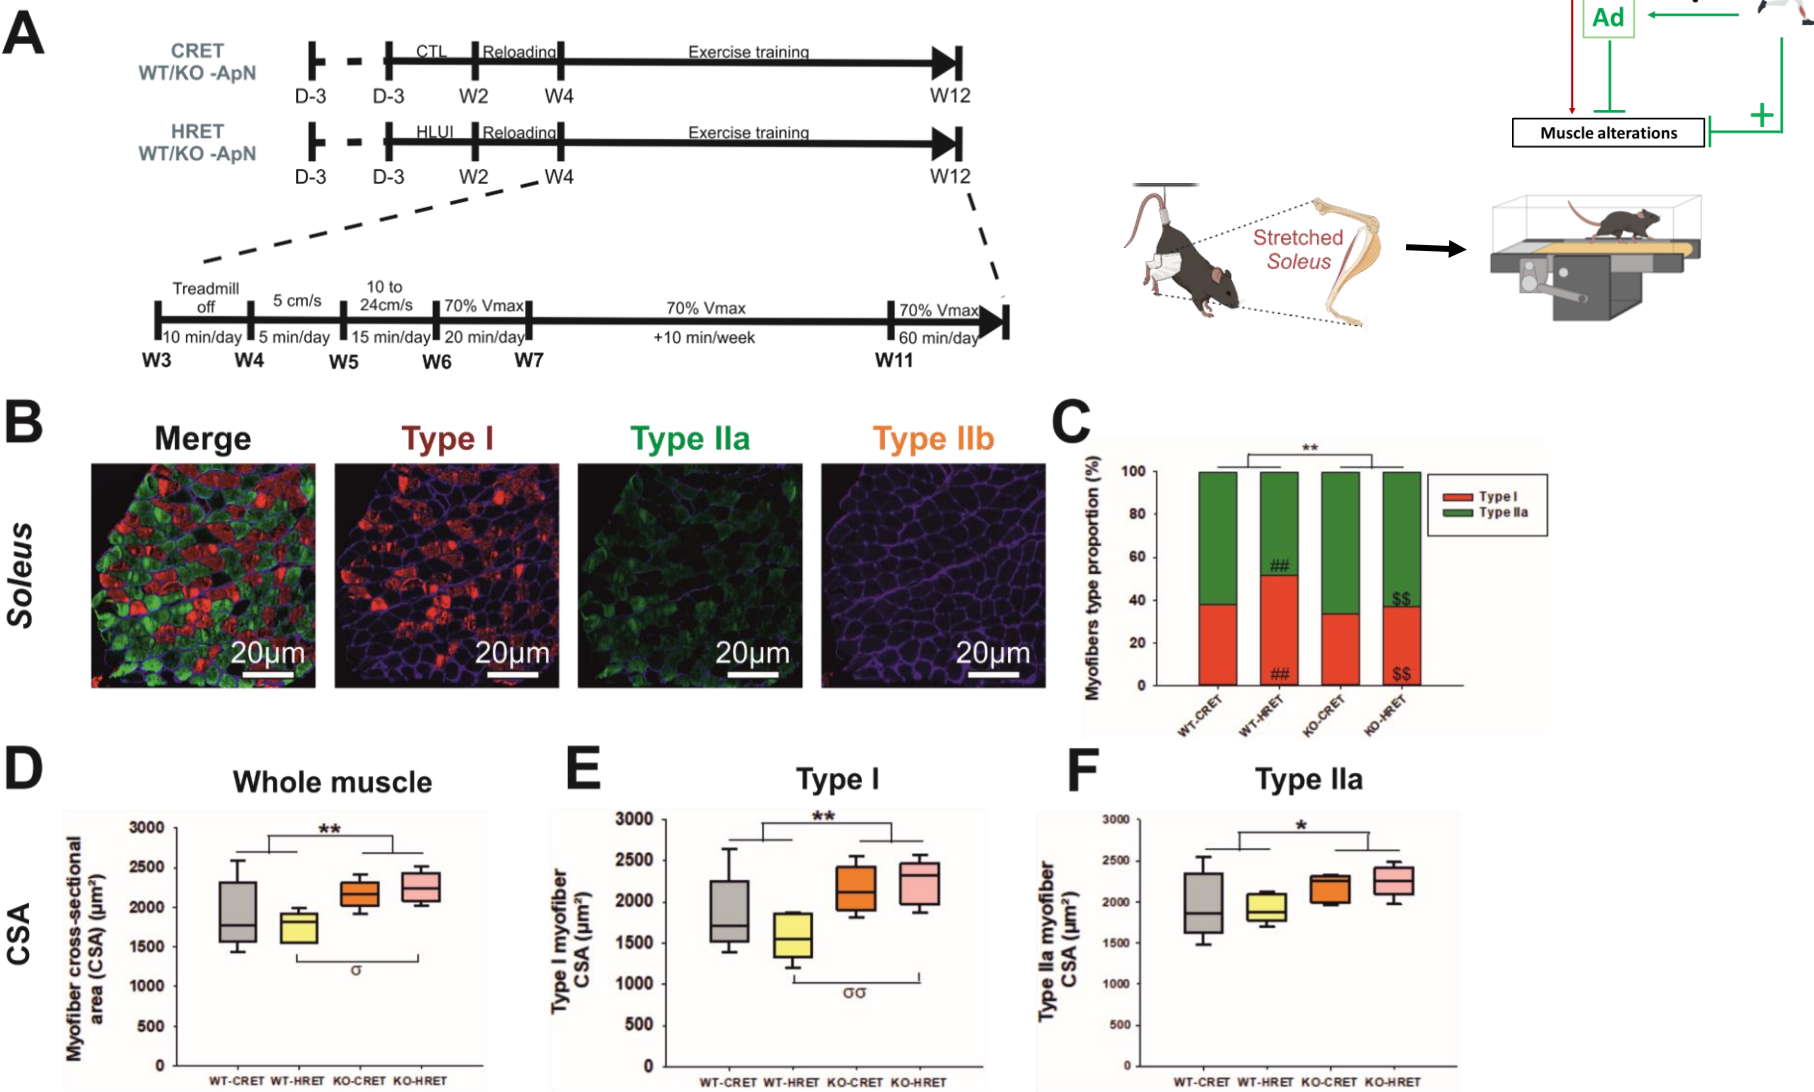 A
CRET
WT/KO -ApN
CTL
Reloading
Exercise training
D-3
D-3
W2
W4
W12
HRET
WT/KO -ApN
HLUI
Reloading
Exercise training
D-3
D-3
W2
W4
W12
Treadmill
off
5 cm/s
10 to
24cm/s
70% Vmax
70% Vmax
70% Vmax
10 min/day
5 min/day
15 min/day
20 min/day
+10 min/week
60 min/day
W3
W4
W5
W6
W7
W11
Ad
+
Muscle alterations
Stretched
Soleus
B
Merge
Type I
Type IIa
Type IIb
Soleus
20µm
20µm
20µm
20µm
C
Myofibers type proportion (%)
100
80
60
40
20
0
**
##
##
$$
$$
Type I
Type IIa
WT-CRET
WT-HRET
KO-CRET
KO-HRET
CSA
D
Whole muscle
Myofiber cross-sectional
area (CSA) (µm²)
3000
2500
2000
1500
1000
500
0
**
σ
WT-CRET
WT-HRET
KO-CRET
KO-HRET
E
Type I
Type I myofiber
CSA (µm²)
3000
2500
2000
1500
1000
500
0
**
σσ
WT-CRET
WT-HRET
KO-CRET
KO-HRET
F
Type IIa
Type IIa myofiber
CSA (µm²)
3000
2500
2000
1500
1000
500
0
*
WT-CRET
WT-HRET
KO-CRET
KO-HRET